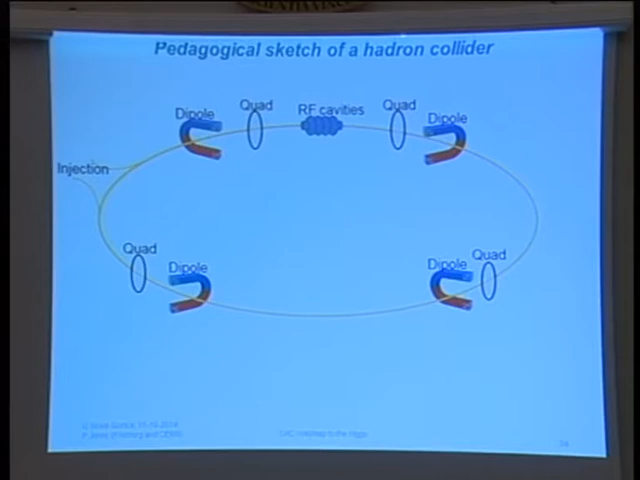 Pedagogical sketch of a hadron collider
Dipole
Quad
RF cavities
Quad
Dipole
Injection
Quad
Dipole
Dipole
Quad